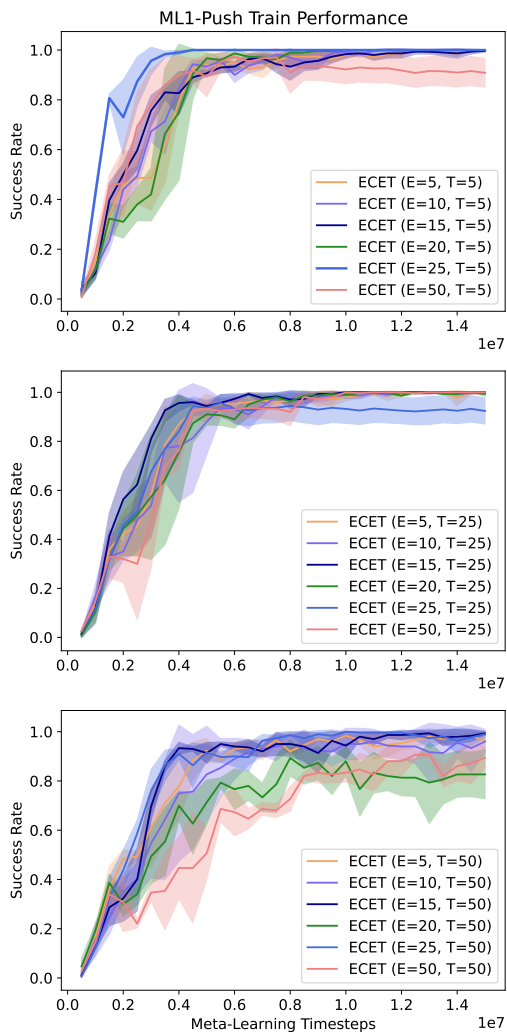 ML1-Push Train Performance
1.0
0.8
0.6
0.4
0.2
0.0
Success Rate
ECET (E=5, T=5)
ECET (E=10, T=5)
ECET (E=15, T=5)
ECET (E=20, T=5)
ECET (E=25, T=5)
ECET (E=50, T=5)
0.0 0.2 0.4 0.6 0.8 1.0 1.2 1.4
1e7
1.0
0.8
0.6
0.4
0.2
0.0
Success Rate
ECET (E=5, T=25)
ECET (E=10, T=25)
ECET (E=15, T=25)
ECET (E=20, T=25)
ECET (E=25, T=25)
ECET (E=50, T=25)
0.0 0.2 0.4 0.6 0.8 1.0 1.2 1.4
1e7
1.0
0.8
0.6
0.4
0.2
0.0
Success Rate
ECET (E=5, T=50)
ECET (E=10, T=50)
ECET (E=15, T=50)
ECET (E=20, T=50)
ECET (E=25, T=50)
ECET (E=50, T=50)
0.0 0.2 0.4 0.6 0.8 1.0 1.2 1.4
Meta-Learning Timesteps
1e7